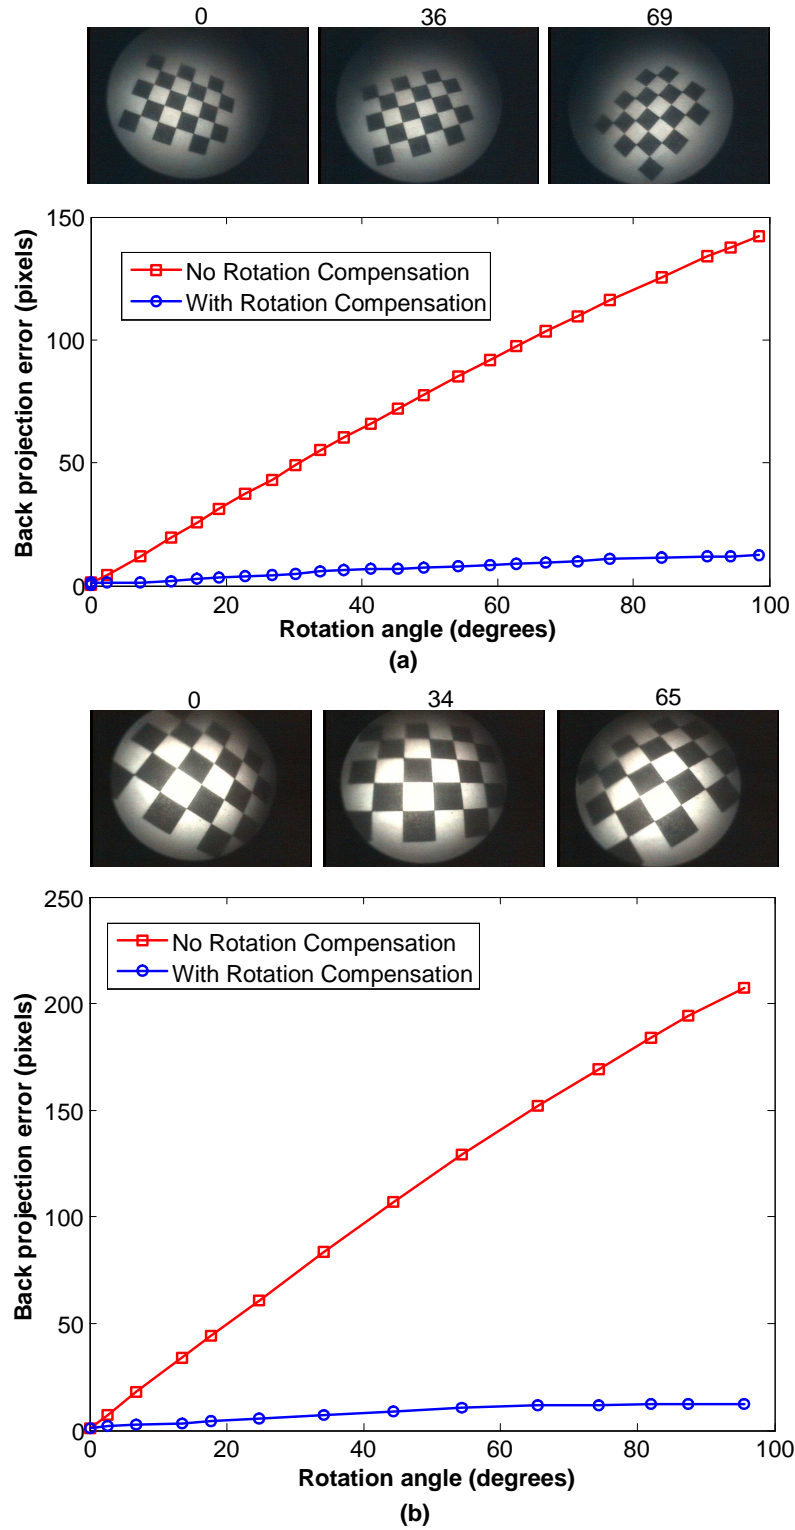 0 36 69
150
100
50
0
Back projection error (pixels)
No Rotation Compensation
With Rotation Compensation
0 20 40 60 80 100
Rotation angle (degrees)
(a)
0 34 65
250
200
150
100
50
0
Back projection error (pixels)
No Rotation Compensation
With Rotation Compensation
0 20 40 60 80 100
Rotation angle (degrees)
(b)